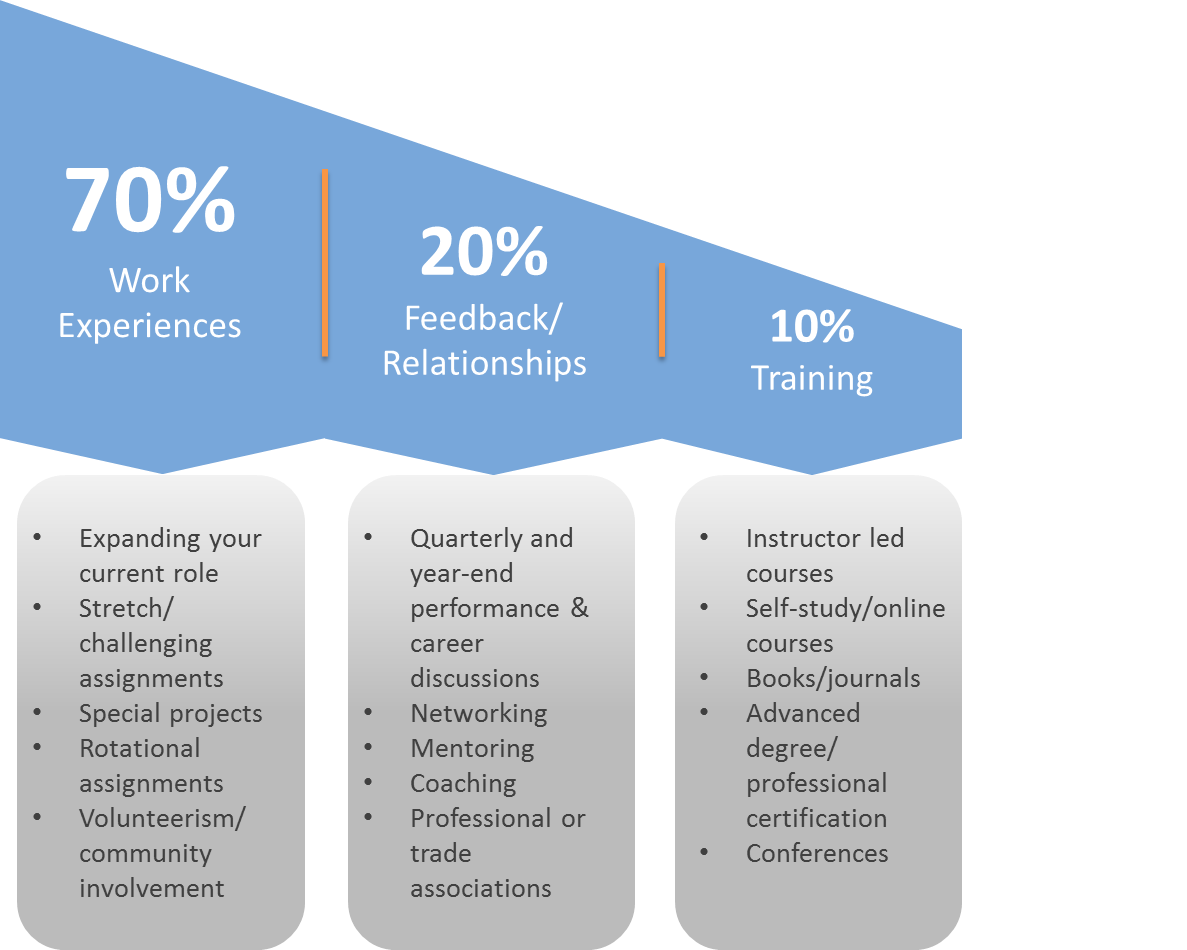 70%
Work
Experiences
20%
Feedback/
Relationships
10%
Training
• Expanding your
current role
• Stretch/
challenging
assignments
• Special projects
• Rotational
assignments
• Volunteerism/
community
involvement
• Quarterly and
year-end
performance &
career
discussions
• Networking
• Mentoring
• Coaching
• Professional or
trade
associations
• Instructor led
courses
• Self-study/online
courses
• Books/journals
• Advanced
degree/
professional
certification
• Conferences